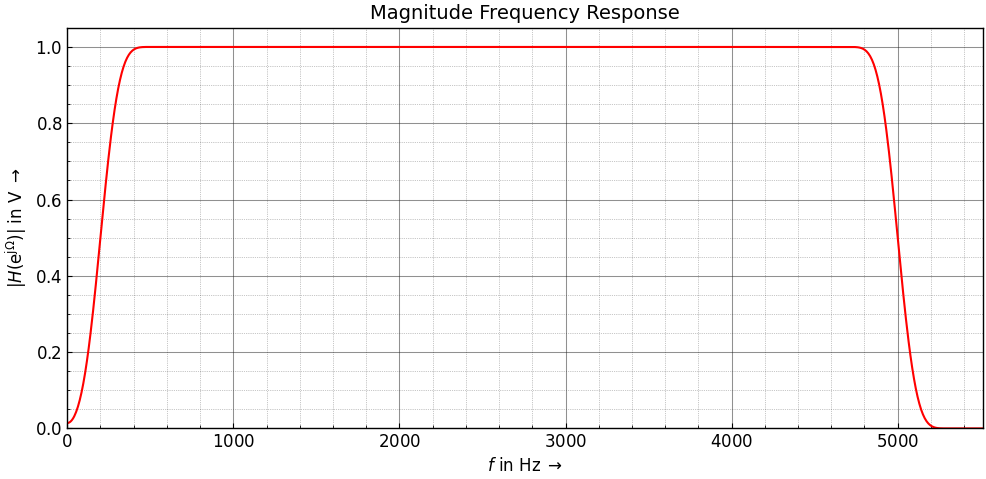 Magnitude Frequency Response
|H(e^jΩ)| in V →
1.0
0.8
0.6
0.4
0.2
0.0
0 1000 2000 3000 4000 5000
f in Hz →